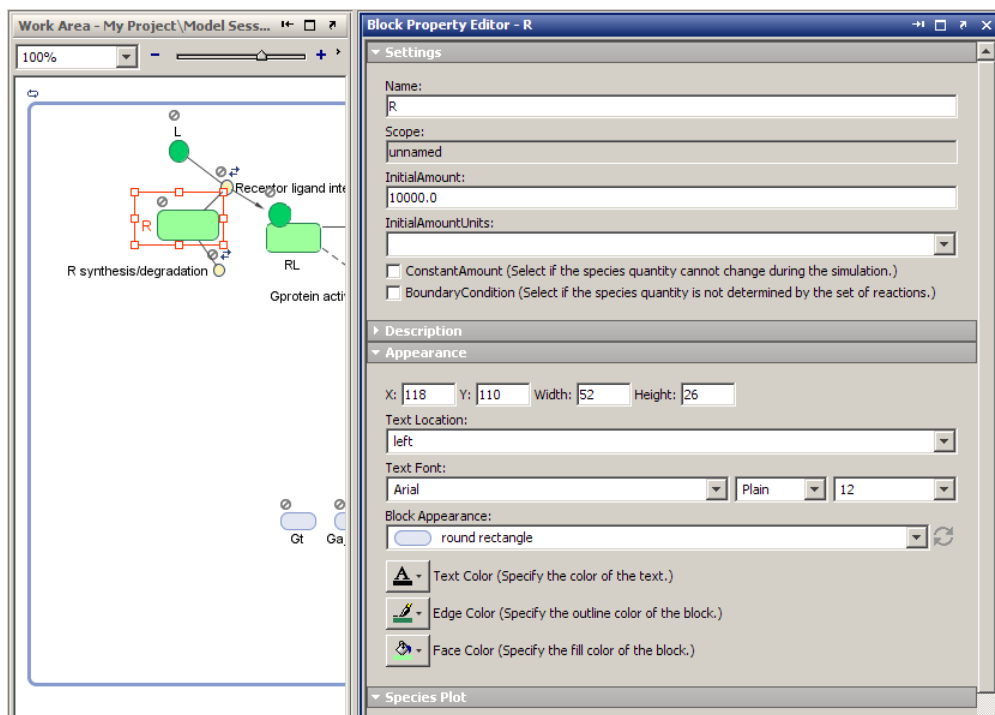 Work Area - My Project\Model Sess...
100%
L
Receptor ligand inte
R
RL
R synthesis/degradation
Gprotein activ
Gt
Ga
Block Property Editor - R
Settings
Name:
R
Scope:
unnamed
InitialAmount:
10000.0
InitialAmountUnits:
ConstantAmount (Select if the species quantity cannot change during the simulation.)
BoundaryCondition (Select if the species quantity is not determined by the set of reactions.)
Description
Appearance
X: 118 Y: 110 Width: 52 Height: 26
Text Location:
left
Text Font:
Arial Plain 12
Block Appearance:
round rectangle
A Text Color (Specify the color of the text.)
Edge Color (Specify the outline color of the block.)
Face Color (Specify the fill color of the block.)
Species Plot